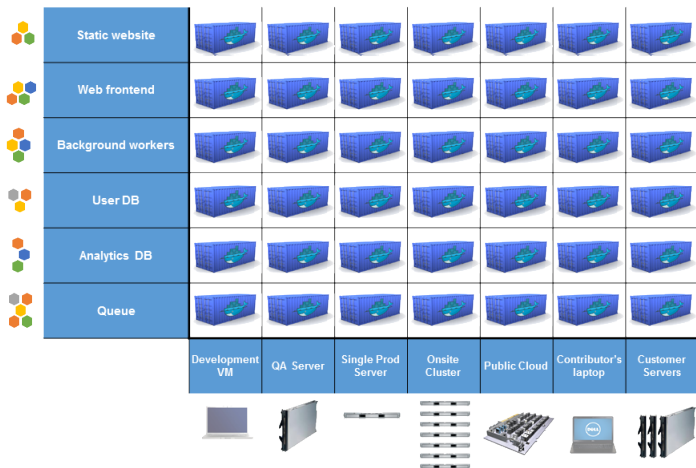 Static website
Web frontend
Background workers
User DB
Analytics DB
Queue
Development
VM
QA Server
Single Prod
Server
Onsite
Cluster
Public Cloud
Contributor's
laptop
Customer
Servers
DELL